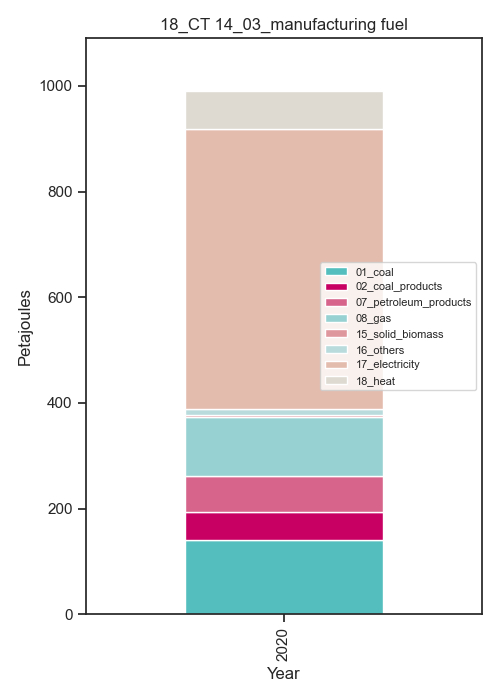 18_CT 14_03_manufacturing fuel
1000
800
600
400
200
0
Petajoules
01_coal
02_coal_products
07_petroleum_products
08_gas
15_solid_biomass
16_others
17_electricity
18_heat
2020
Year